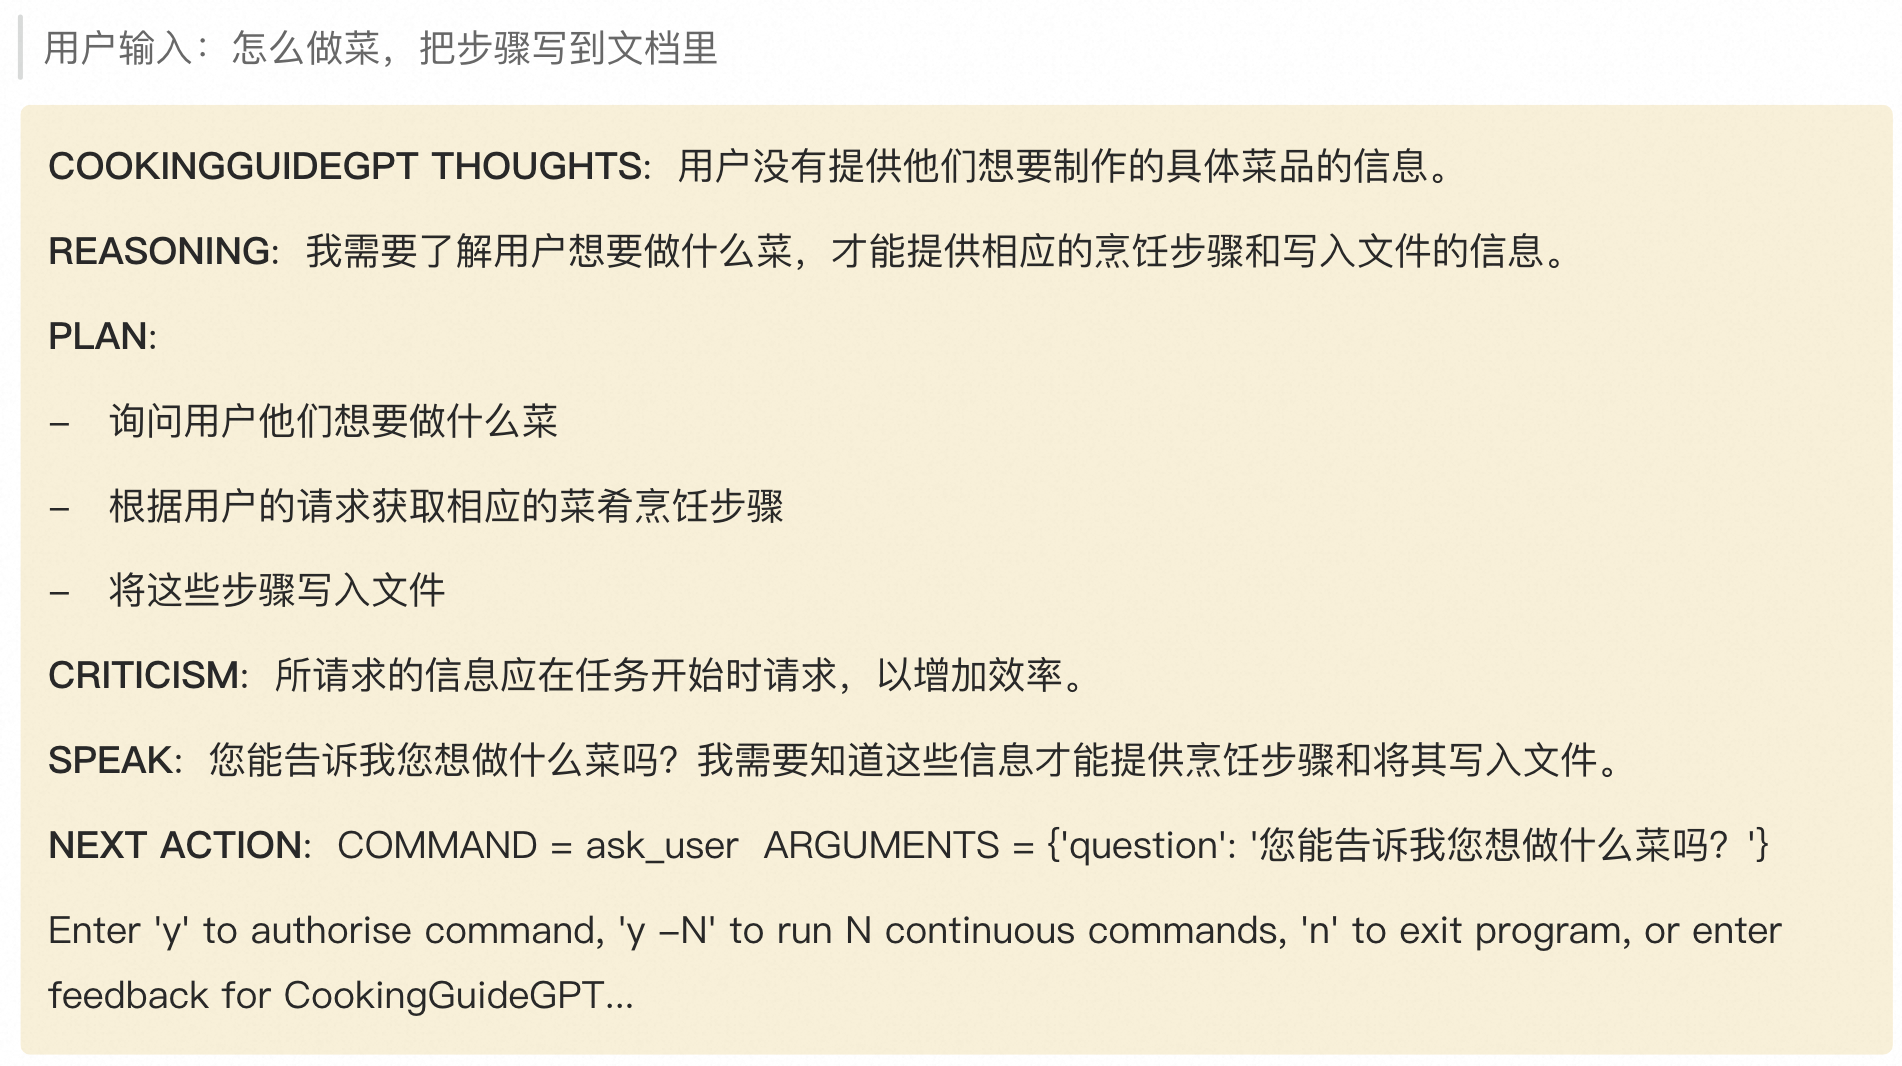 用户输入：怎么做菜，把步骤写到文档里
COOKINGGUIDEGPT THOUGHTS: 用户没有提供他们想要制作的具体菜品的信息。
REASONING: 我需要了解用户想要做什么菜，才能提供相应的烹饪步骤和写入文件的信息。
PLAN:
– 询问用户他们想要做什么菜
– 根据用户的请求获取相应的菜肴烹饪步骤
– 将这些步骤写入文件
CRITICISM: 所请求的信息应在任务开始时请求，以增加效率。
SPEAK: 您能告诉我您想做什么菜吗？我需要知道这些信息才能提供烹饪步骤和将其写入文件。
NEXT ACTION: COMMAND = ask_user ARGUMENTS = {'question': '您能告诉我您想做什么菜吗？'}
Enter 'y' to authorise command, 'y –N' to run N continuous commands, 'n' to exit program, or enter
feedback for CookingGuideGPT...